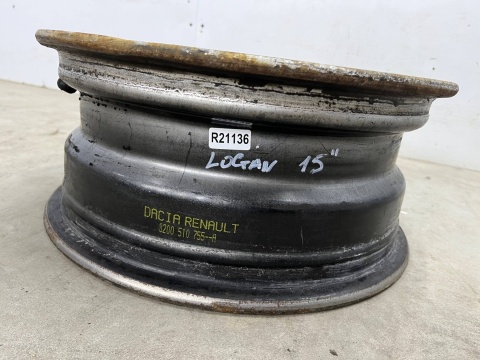 R21136
LOGAN 15"
DACIA RENAULT
8200 510 755--A